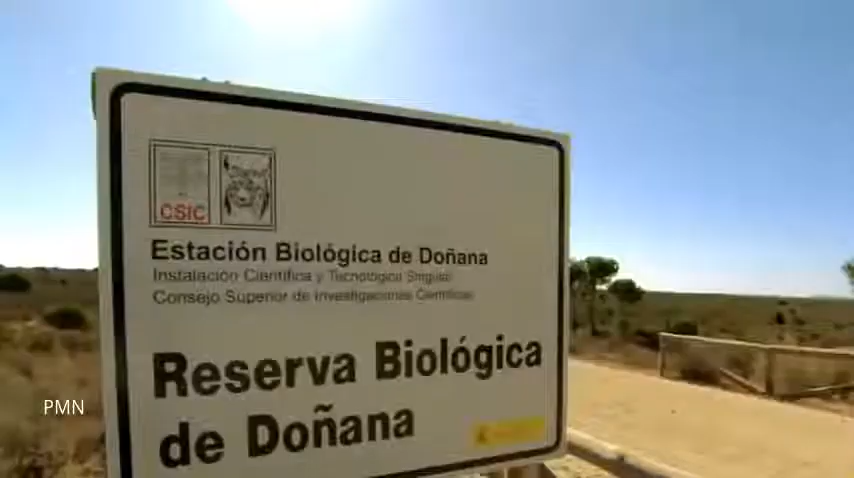 CSIC
Estación Biológica de Doñana
Instalación Científica y Tecnológica Singular
Consejo Superior de Investigaciones Científicas
Reserva Biológica
de Doñana
PMN